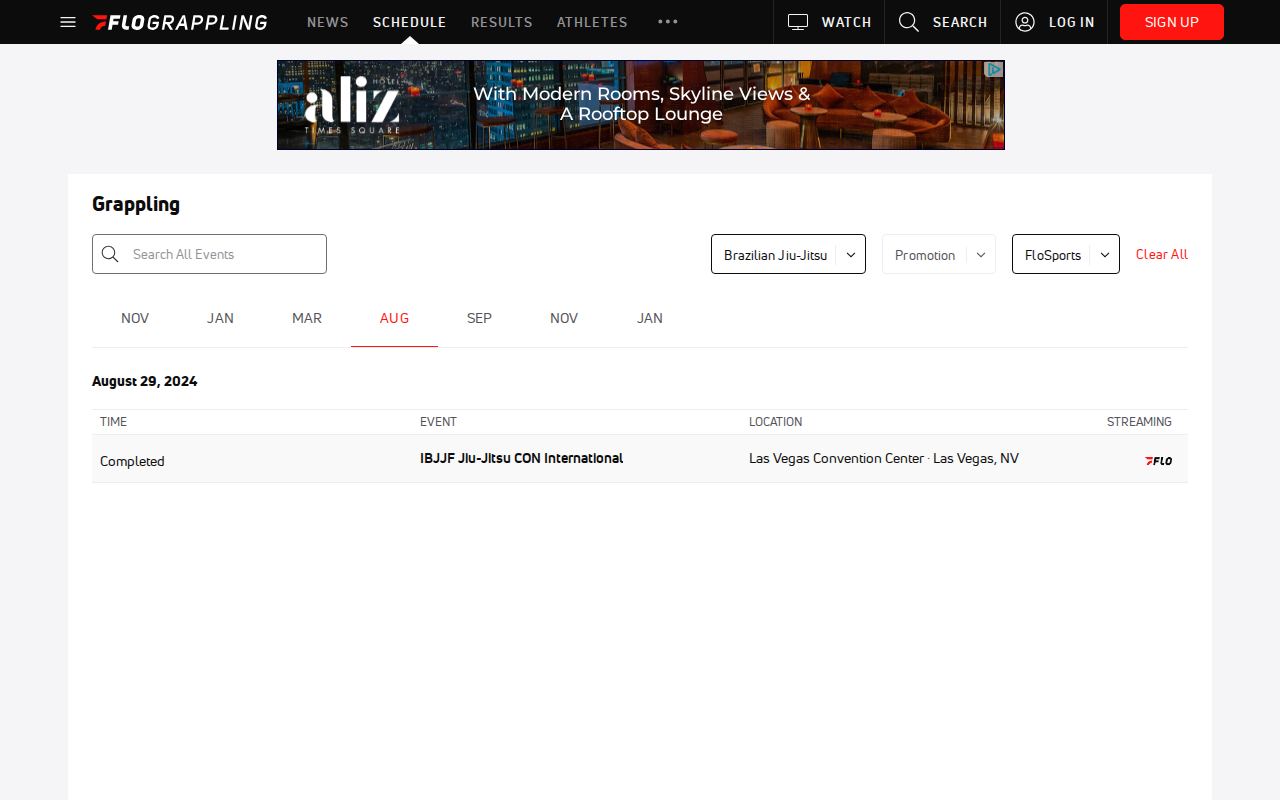 FLOGRAPPLING
NEWS
SCHEDULE
RESULTS
ATHLETES
WATCH
SEARCH
LOG IN
SIGN UP
HOTEL
aliz
TIMES SQUARE
With Modern Rooms, Skyline Views &
A Rooftop Lounge
Grappling
Search All Events
Brazilian Jiu-Jitsu
Promotion
FloSports
Clear All
NOV
JAN
MAR
AUG
SEP
NOV
JAN
August 29, 2024
TIME
EVENT
LOCATION
STREAMING
Completed
IBJJF Jiu-Jitsu CON International
Las Vegas Convention Center · Las Vegas, NV
FLO